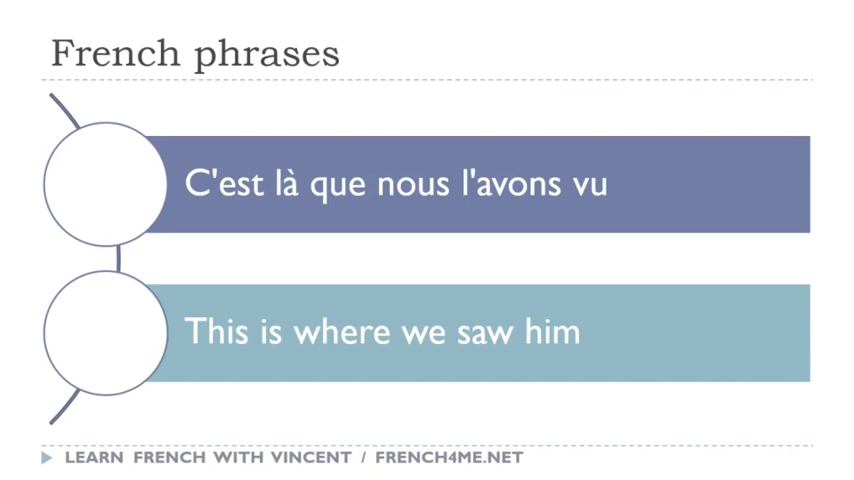 French phrases
C'est là que nous l'avons vu
This is where we saw him
LEARN FRENCH WITH VINCENT / FRENCH4ME.NET